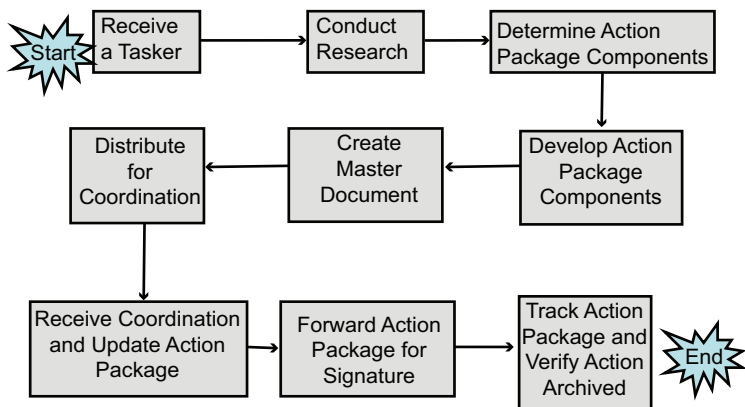 Start
Receive
a Tasker
Conduct
Research
Determine Action
Package Components
Develop Action
Package
Components
Create
Master
Document
Distribute
for
Coordination
Receive Coordination
and Update Action
Package
Forward Action
Package for
Signature
Track Action
Package and
Verify Action
Archived
End